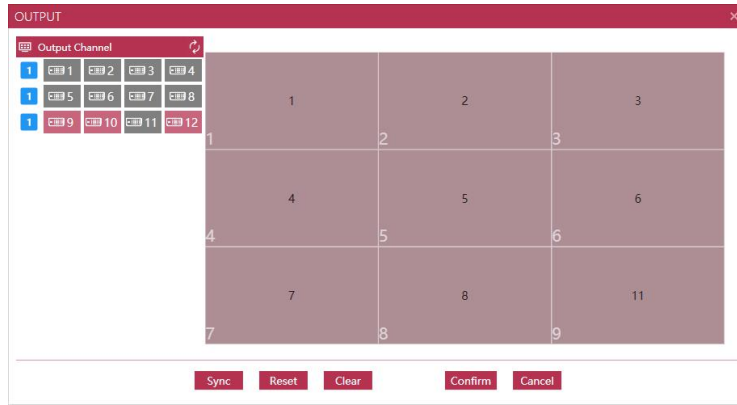 OUTPUT
Output Channel
1 1 2 3 4
1 5 6 7 8
1 9 10 11 12
1 2 3
1 2 3
4 5 6
4 5 6
7 8 11
7 8 9
Sync Reset Clear Confirm Cancel